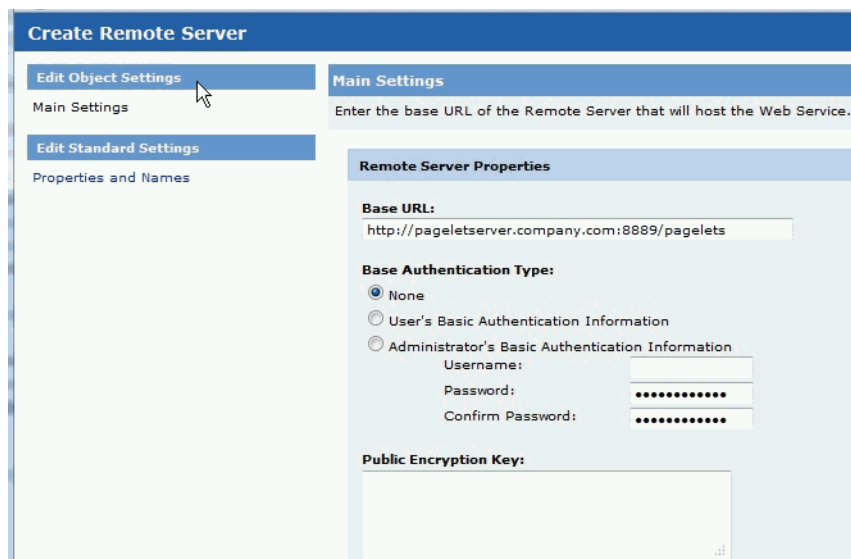 Create Remote Server
Edit Object Settings
Main Settings
Edit Standard Settings
Properties and Names
Main Settings
Enter the base URL of the Remote Server that will host the Web Service.
Remote Server Properties
Base URL:
http://pageletserver.company.com:8889/pagelets
Base Authentication Type:
None
User's Basic Authentication Information
Administrator's Basic Authentication Information
Username:
Password:
••••••••••••
Confirm Password:
••••••••••••
Public Encryption Key: